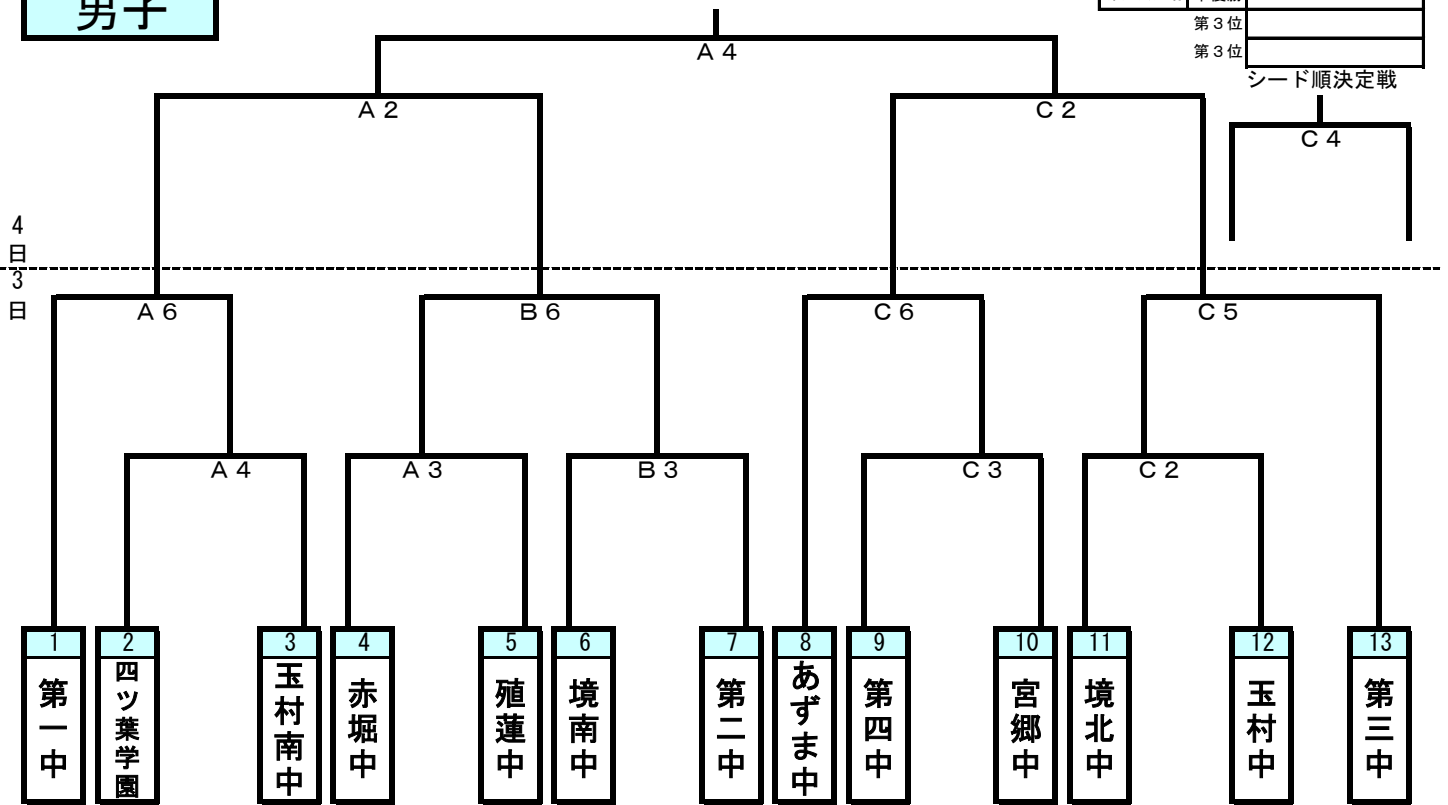 男子
第３位
第３位
Ａ４
シード順決定戦
Ａ２
Ｃ２
Ｃ４
4
日
3
日
Ａ６
Ｂ６
Ｃ６
Ｃ５
Ａ４
Ａ３
Ｂ３
Ｃ３
Ｃ２
1
2
3
4
5
6
7
8
9
10
11
12
13
第一中
四ツ葉学園
玉村南中
赤堀中
殖蓮中
境南中
第二中
あずま中
第四中
宮郷中
境北中
玉村中
第三中